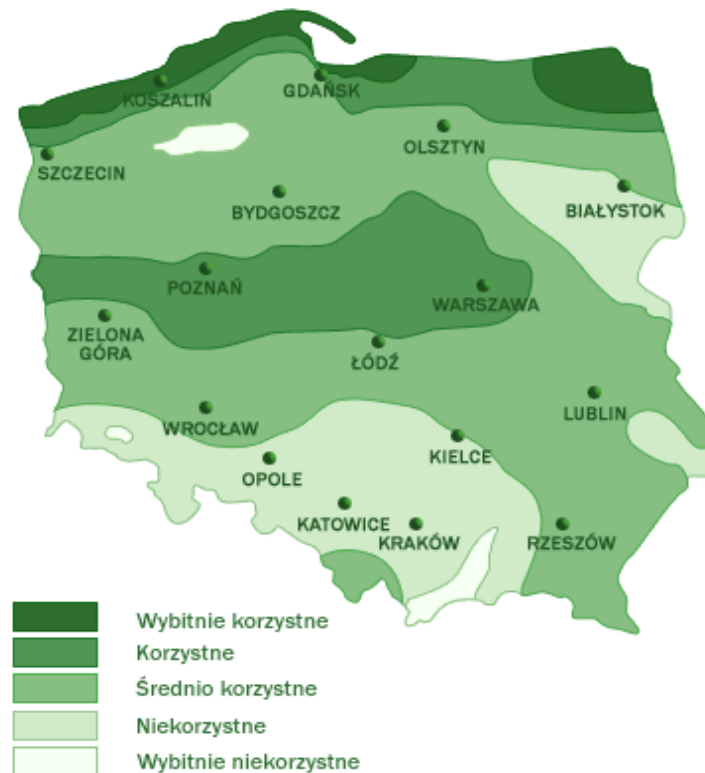 KOSZALIN
GDAŃSK
OLSZTYN
SZCZECIN
BIAŁYSTOK
BYDGOSZCZ
POZNAŃ
WARSZAWA
ZIELONA
GÓRA
ŁÓDŹ
LUBLIN
WROCŁAW
KIELCE
OPOLE
KATOWICE
KRAKÓW
RZESZÓW
Wybitnie korzystne
Korzystne
Średnio korzystne
Niekorzystne
Wybitnie niekorzystne